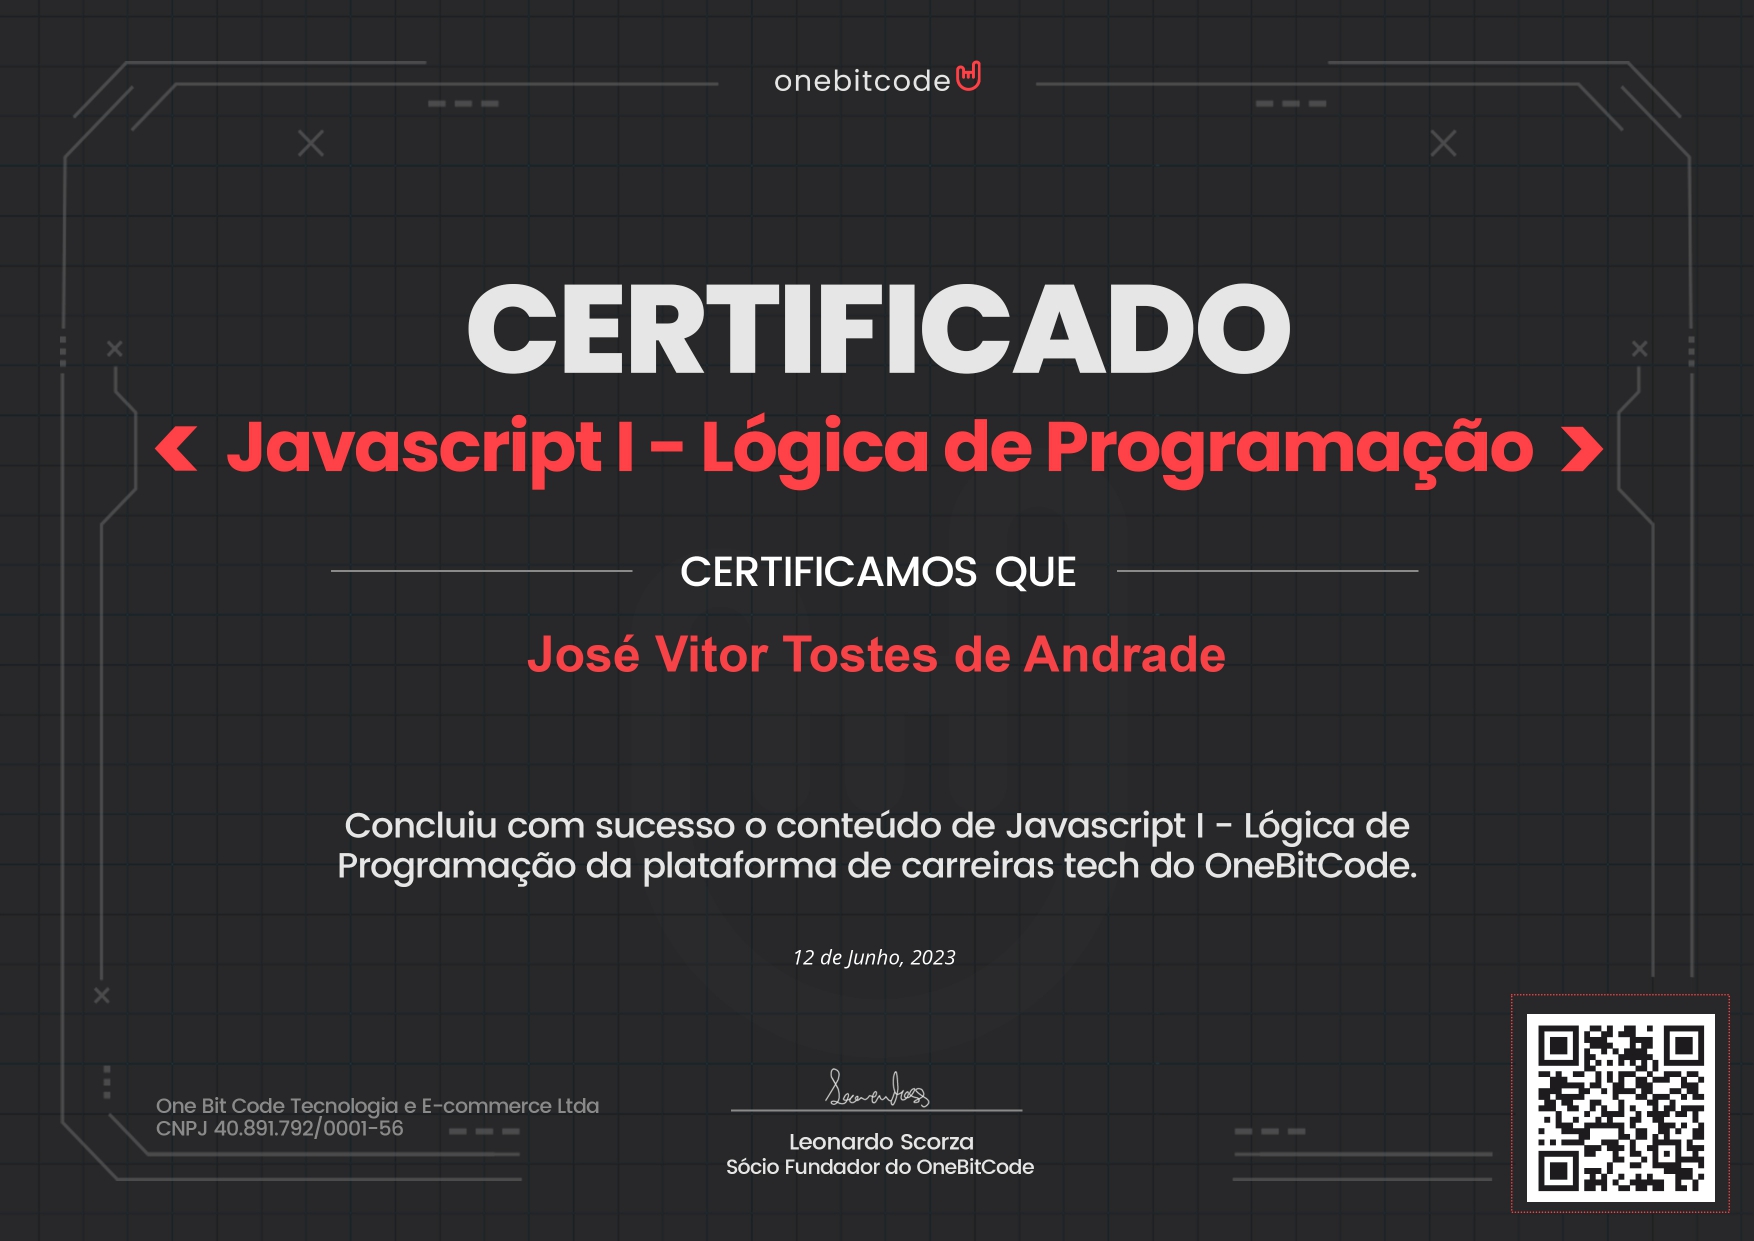 onebitcode
CERTIFICADO
< Javascript I - Lógica de Programação >
CERTIFICAMOS QUE
José Vitor Tostes de Andrade
Concluiu com sucesso o conteúdo de Javascript I - Lógica de
Programação da plataforma de carreiras tech do OneBitCode.
12 de Junho, 2023
One Bit Code Tecnologia e E-commerce Ltda
CNPJ 40.891.792/0001-56
Leonardo Scorza
Sócio Fundador do OneBitCode